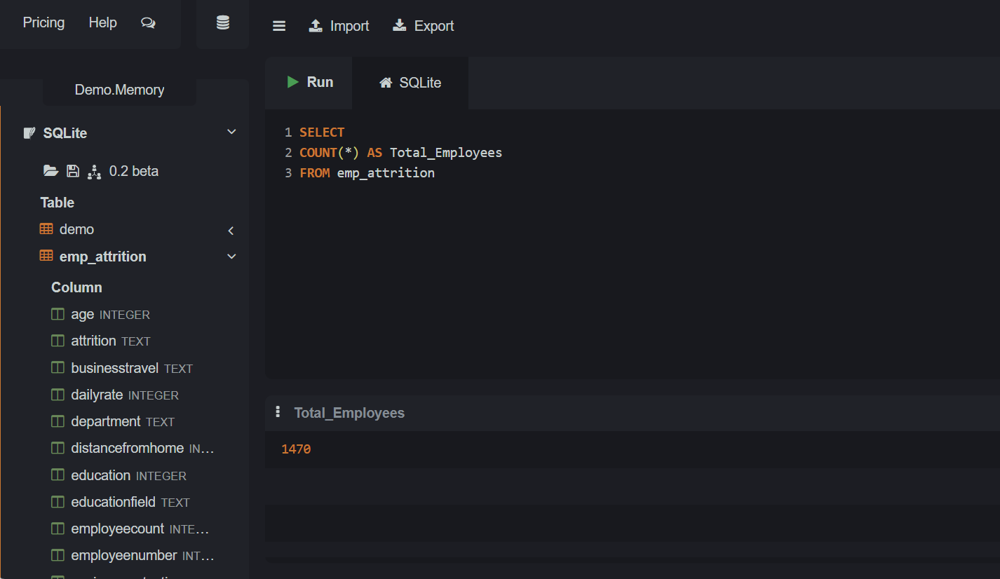 Pricing Help
Import Export
Run SQLite
Demo.Memory
SQLite
0.2 beta
Table
demo
emp_attrition
Column
age INTEGER
attrition TEXT
businesstravel TEXT
dailyrate INTEGER
department TEXT
distancefromhome IN...
education INTEGER
educationfield TEXT
employeecount INTE...
employeenumber INT...
1 SELECT
2 COUNT(*) AS Total_Employees
3 FROM emp_attrition
Total_Employees
1470